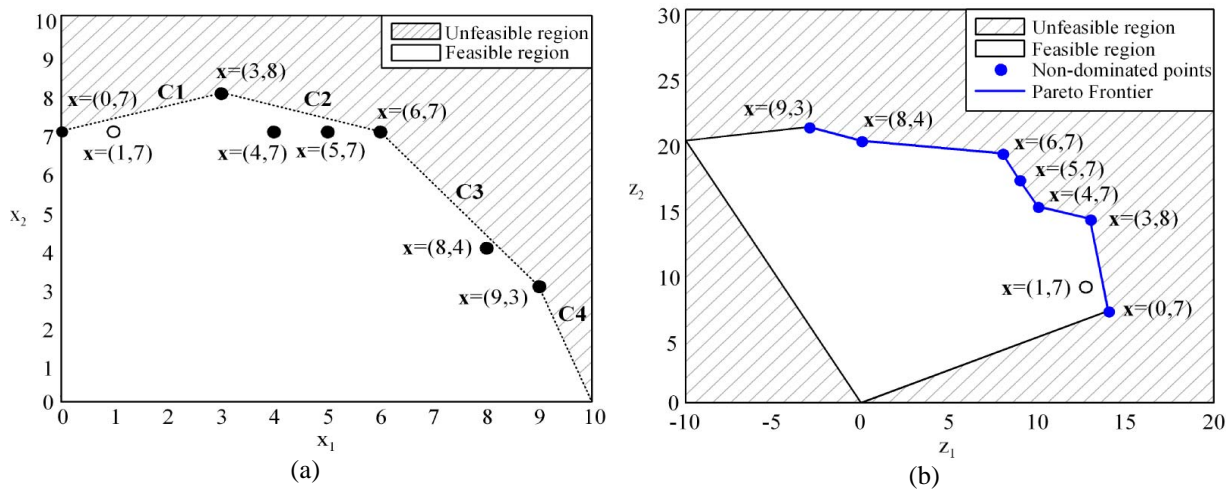 10
9
8
7
6
5
4
3
2
1
0
x2
0 1 2 3 4 5 6 7 8 9 10
x1
Unfeasible region
Feasible region
x=(3,8)
x=(0,7)
C1
C2
x=(6,7)
x=(1,7)
x=(4,7)
x=(5,7)
C3
x=(8,4)
x=(9,3)
C4
(a)
30
25
20
15
10
5
0
z2
-10 -5 0 5 10 15 20
z1
Unfeasible region
Feasible region
Non-dominated points
Pareto Frontier
x=(9,3)
x=(8,4)
x=(6,7)
x=(5,7)
x=(4,7)
x=(3,8)
x=(1,7)
x=(0,7)
(b)